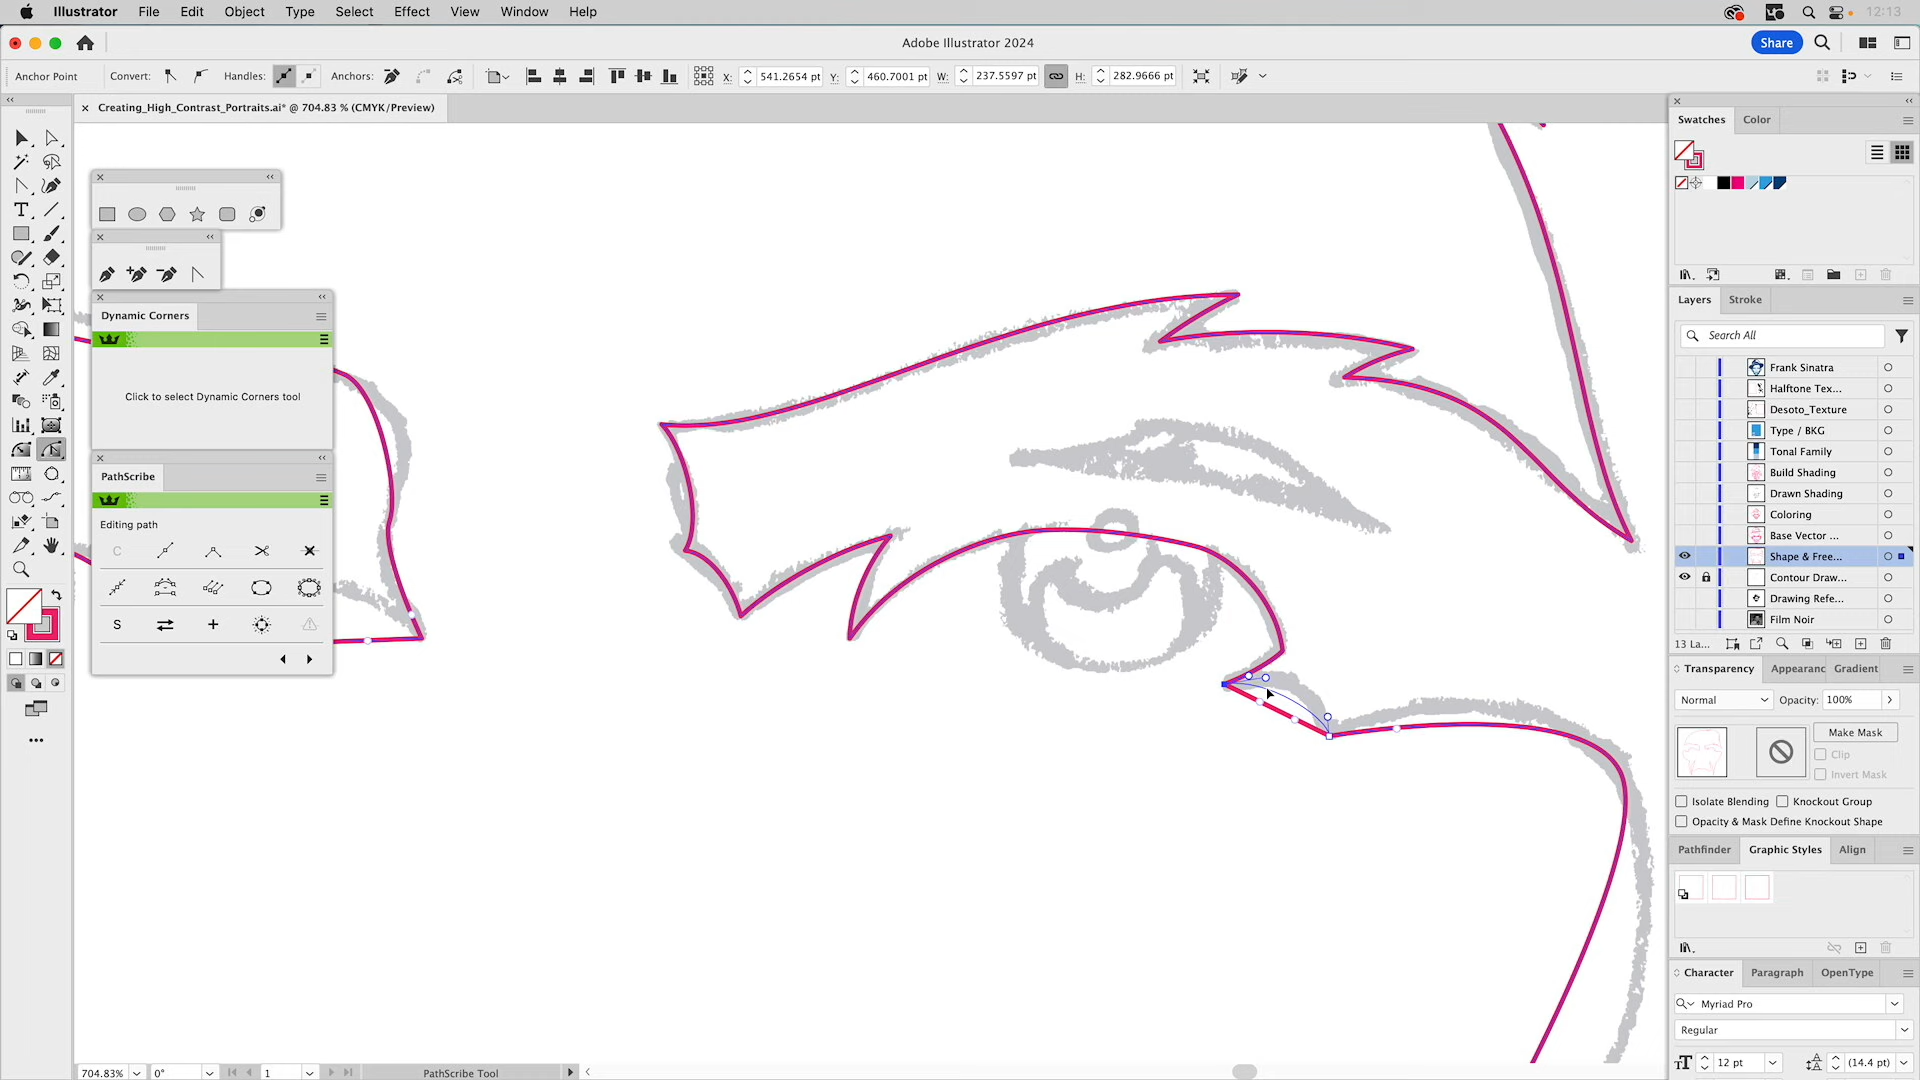 Illustrator File Edit Object Type Select Effect View Window Help 12:13
Adobe Illustrator 2024 Share
Anchor Point Convert: Handles: Anchors: X: 541.2654 pt Y: 460.7001 pt W: 237.5597 pt H: 282.9666 pt
Creating_High_Contrast_Portraits.ai* @ 704.83 % (CMYK/Preview)
Dynamic Corners
Click to select Dynamic Corners tool
PathScribe
Editing path
C
S
Swatches Color
Layers Stroke
Search All
Frank Sinatra
Halftone Tex...
Desoto_Texture
Type / BKG
Tonal Family
Build Shading
Drawn Shading
Coloring
Base Vector ...
Shape & Free...
Contour Draw...
Drawing Refe...
Film Noir
13 La...
Transparency Appearanc Gradient
Normal Opacity: 100%
Make Mask
Clip
Invert Mask
Isolate Blending Knockout Group
Opacity & Mask Define Knockout Shape
Pathfinder Graphic Styles Align
Character Paragraph OpenType
Myriad Pro
Regular
12 pt (14.4 pt)
704.83% 0° 1 PathScribe Tool